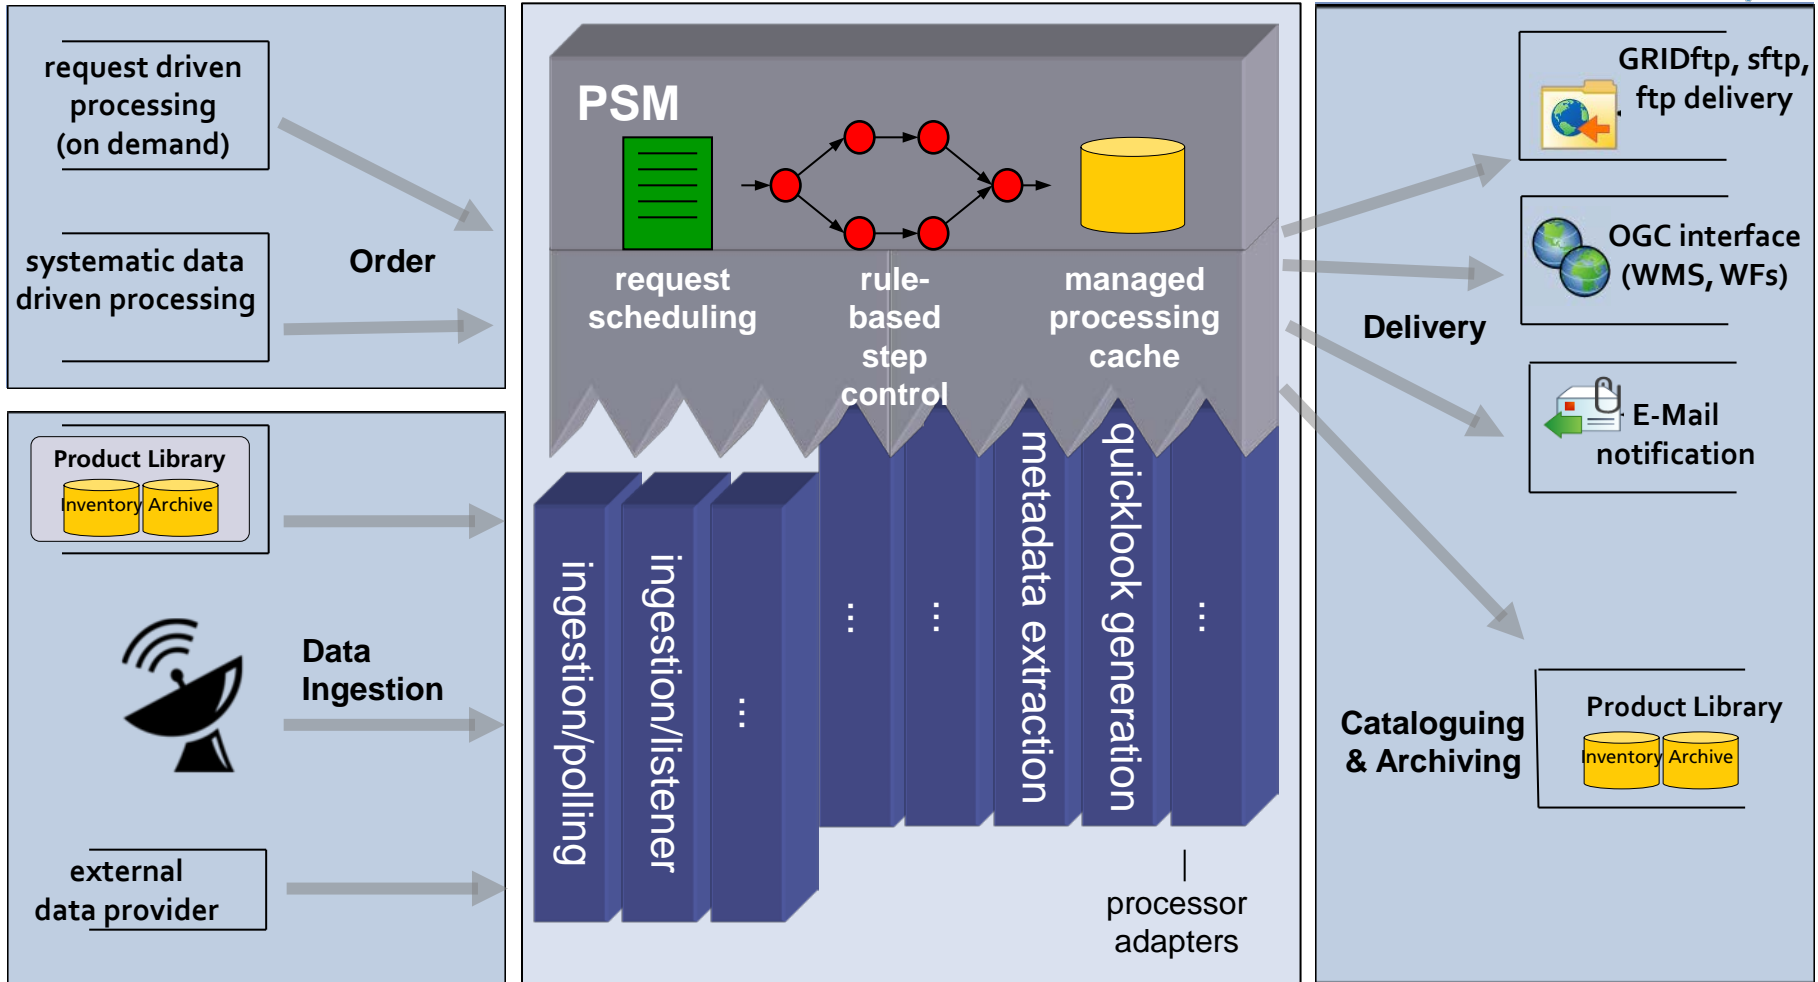 request driven
processing
(on demand)
systematic data
driven processing
Order
Product Library
Inventory
Archive
Data
Ingestion
external
data provider
PSM
request
scheduling
rule-
based
step
control
managed
processing
cache
ingestion/polling
ingestion/listener
...
...
...
metadata extraction
quicklook generation
...
processor
adapters
GRIDftp, sftp,
ftp delivery
OGC interface
(WMS, WFs)
Delivery
E-Mail
notification
Cataloguing
& Archiving
Product Library
Inventory
Archive